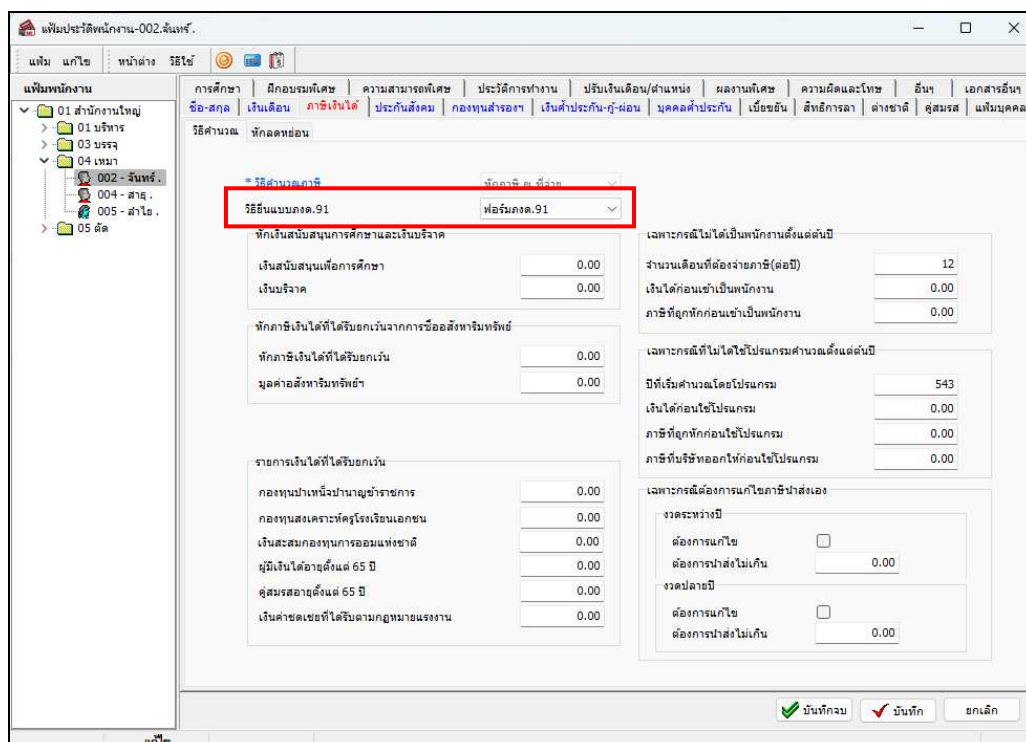 แฟ้มประวัติพนักงาน-002.จันทร์ .
แฟ้ม แก้ไข หน้าต่าง วิธีใช้
แฟ้มพนักงาน
01 สำนักงานใหญ่
01 บริหาร
03 บรรจุ
04 เหมา
002 - จันทร์ .
004 - สาธุ .
005 - ลำไย .
05 ตัด
การศึกษา ฝึกอบรมพิเศษ ความสามารถพิเศษ ประวัติการทำงาน ปรับเงินเดือน/ตำแหน่ง ผลงานพิเศษ ความผิดและโทษ อื่นๆ เอกสารอื่นๆ
ชื่อ-สกุล เงินเดือน ภาษีเงินได้ ประกันสังคม กองทุนสำรองฯ เงินค้ำประกัน-กู้-ผ่อน บุคคลค้ำประกัน เบี้ยขยัน สิทธิการลา ต่างชาติ คู่สมรส แฟ้มบุคคล
วิธีคำนวณ หักลดหย่อน
* วิธีคำนวณภาษี หักภาษี ณ ที่จ่าย
วิธียื่นแบบภงด.91 ฟอร์มภงด.91
หักเงินสนับสนุนการศึกษาและเงินบริจาค
เงินสนับสนุนเพื่อการศึกษา 0.00
เงินบริจาค 0.00
หักภาษีเงินได้ที่ได้รับยกเว้นจากการซื้ออสังหาริมทรัพย์
หักภาษีเงินได้ที่ได้รับยกเว้น 0.00
มูลค่าอสังหาริมทรัพย์ฯ 0.00
รายการเงินได้ที่ได้รับยกเว้น
กองทุนบำเหน็จบำนาญข้าราชการ 0.00
กองทุนสงเคราะห์ครูโรงเรียนเอกชน 0.00
เงินสะสมกองทุนการออมแห่งชาติ 0.00
ผู้มีเงินได้อายุตั้งแต่ 65 ปี 0.00
คู่สมรสอายุตั้งแต่ 65 ปี 0.00
เงินค่าชดเชยที่ได้รับตามกฎหมายแรงงาน 0.00
เฉพาะกรณีไม่ได้เป็นพนักงานตั้งแต่ต้นปี
จำนวนเดือนที่ต้องจ่ายภาษี(ต่อปี) 12
เงินได้ก่อนเข้าเป็นพนักงาน 0.00
ภาษีที่ถูกหักก่อนเข้าเป็นพนักงาน 0.00
เฉพาะกรณีที่ไม่ได้ใช้โปรแกรมคำนวณตั้งแต่ต้นปี
ปีที่เริ่มคำนวณโดยโปรแกรม 543
เงินได้ก่อนใช้โปรแกรม 0.00
ภาษีที่ถูกหักก่อนใช้โปรแกรม 0.00
ภาษีที่บริษัทออกให้ก่อนใช้โปรแกรม 0.00
เฉพาะกรณีต้องการแก้ไขภาษีนำส่งเอง
งวดระหว่างปี
ต้องการแก้ไข
ต้องการนำส่งไม่เกิน 0.00
งวดปลายปี
ต้องการแก้ไข
ต้องการนำส่งไม่เกิน 0.00
บันทึกจบ บันทึก ยกเลิก
แก้ไข